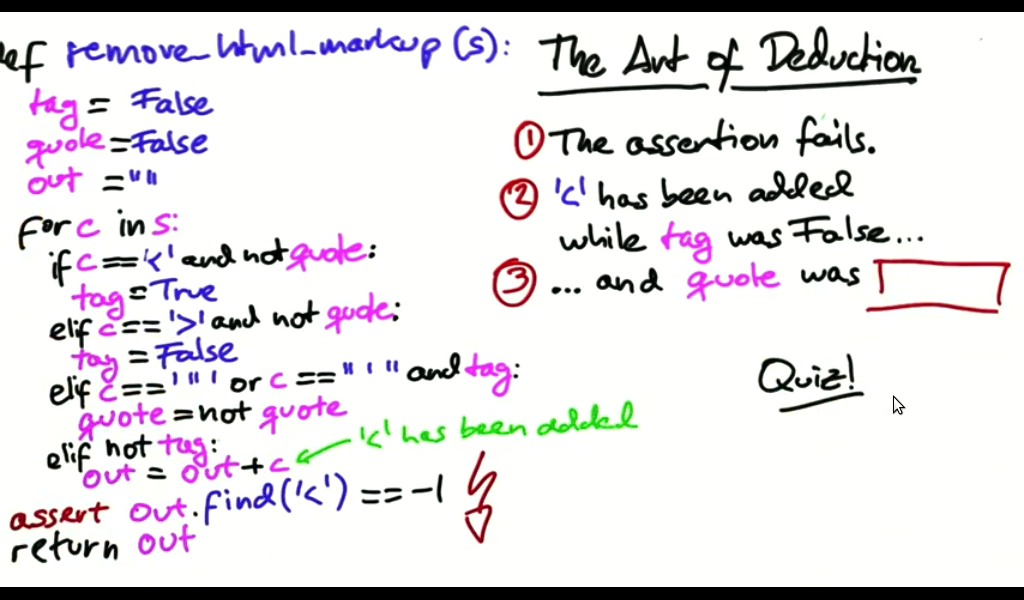 def remove_html_markup (s):
tag = False
quote = False
out = ""
for c in s:
if c == '<' and not quote:
tag = True
elif c == '>' and not quote:
tag = False
elif c == '"' or c == "'" and tag:
quote = not quote
elif not tag:
out = out + c
'<' has been added
assert out.find('<') == -1
return out
The Art of Deduction
① The assertion fails.
② '<' has been added
while tag was False...
③ ... and quote was
Quiz!